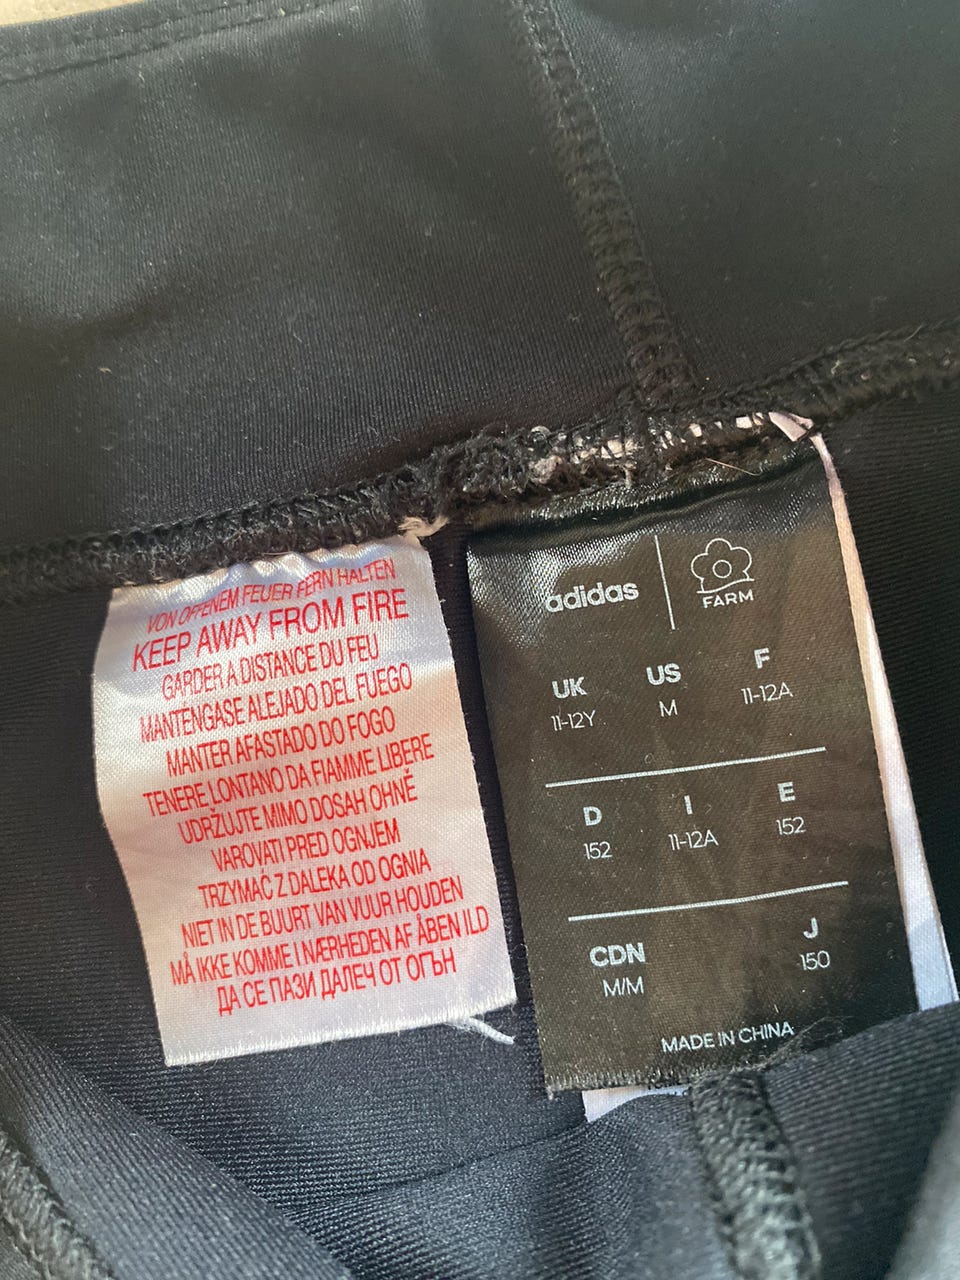 VON OFFENEM FEUER FERN HALTEN
KEEP AWAY FROM FIRE
GARDER A DISTANCE DU FEU
MANTENGASE ALEJADO DEL FUEGO
MANTER AFASTADO DO FOGO
TENERE LONTANO DA FIAMME LIBERE
UDRŽUJTE MIMO DOSAH OHNĚ
VAROVATI PRED OGNJEM
TRZYMAĆ Z DALEKA OD OGNIA
NIET IN DE BUURT VAN VUUR HOUDEN
MÅ IKKE KOMME I NÆRHEDEN AF ÅBEN ILD
ДА СЕ ПАЗИ ДАЛЕЧ ОТ ОГЪН
adidas
FARM
UK US F
11-12Y M 11-12A
D I E
152 11-12A 152
CDN J
M/M 150
MADE IN CHINA